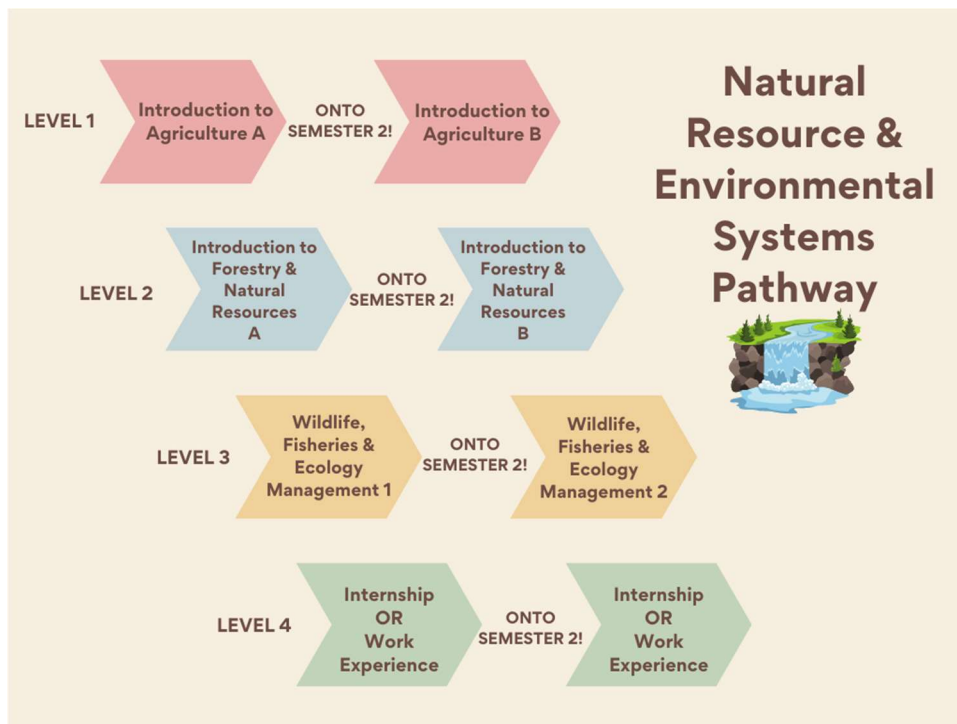 Natural
Resource &
Environmental
Systems
Pathway
LEVEL 1
Introduction to
Agriculture A
ONTO
SEMESTER 2!
Introduction to
Agriculture B
LEVEL 2
Introduction to
Forestry &
Natural
Resources
A
ONTO
SEMESTER 2!
Introduction to
Forestry &
Natural
Resources
B
LEVEL 3
Wildlife,
Fisheries &
Ecology
Management 1
ONTO
SEMESTER 2!
Wildlife,
Fisheries &
Ecology
Management 2
LEVEL 4
Internship
OR
Work
Experience
ONTO
SEMESTER 2!
Internship
OR
Work
Experience